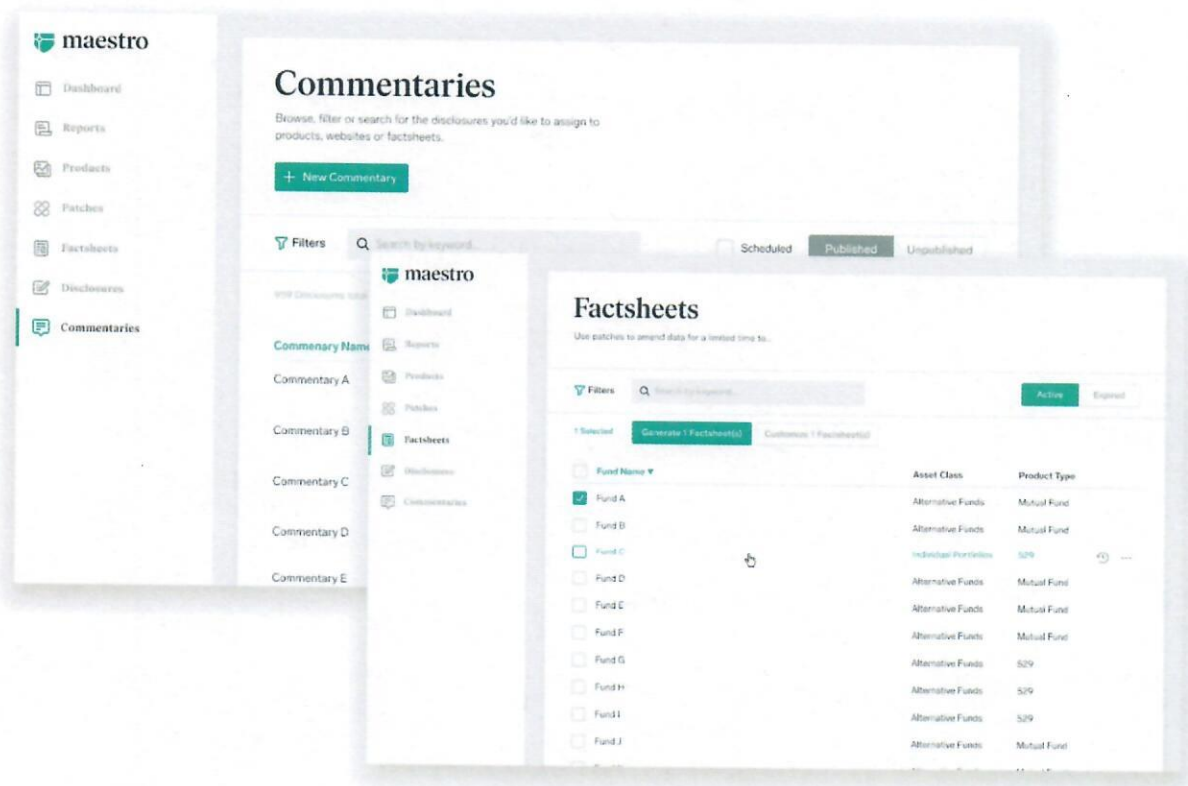 maestro
Dashboard
Reports
Products
Patches
Factsheets
Disclosures
Commentaries
Commentaries
Browse, filter or search for the disclosures you'd like to assign to
products, websites or factsheets.
+ New Commentary
Filters
Search by keyword...
Scheduled
Published
Unpublished
Commenary Name
Commentary A
Commentary B
Commentary C
Commentary D
Commentary E
maestro
Dashboard
Reports
Products
Patches
Factsheets
Disclosures
Commentaries
Factsheets
Use patches to amend data for a limited time to...
Filters
Search by keyword...
Active
Expired
1 Selected
Generate 1 Factsheet(s)
Customize 1 Factsheet(s)
Fund Name ▼ Asset Class Product Type
Fund A Alternative Funds Mutual Fund
Fund B Alternative Funds Mutual Fund
Fund C Individual Portfolios 529
Fund D Alternative Funds Mutual Fund
Fund E Alternative Funds Mutual Fund
Fund F Alternative Funds Mutual Fund
Fund G Alternative Funds 529
Fund H Alternative Funds 529
Fund I Alternative Funds 529
Fund J Alternative Funds Mutual Fund